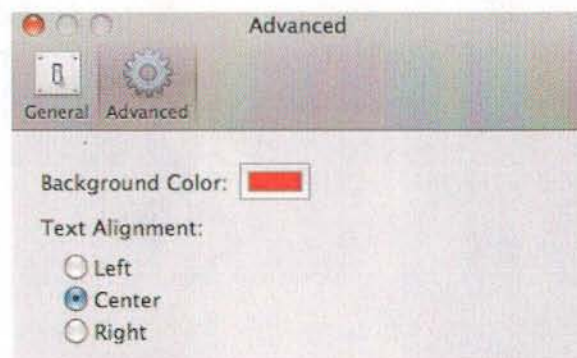 Advanced
General Advanced
Background Color:
Text Alignment:
Left
Center
Right